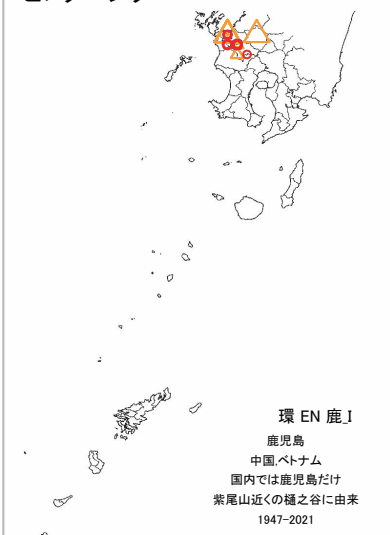 環 EN 鹿_I
鹿児島
中国,ベトナム
国内では鹿児島だけ
紫尾山近くの樋之谷に由来
1947-2021